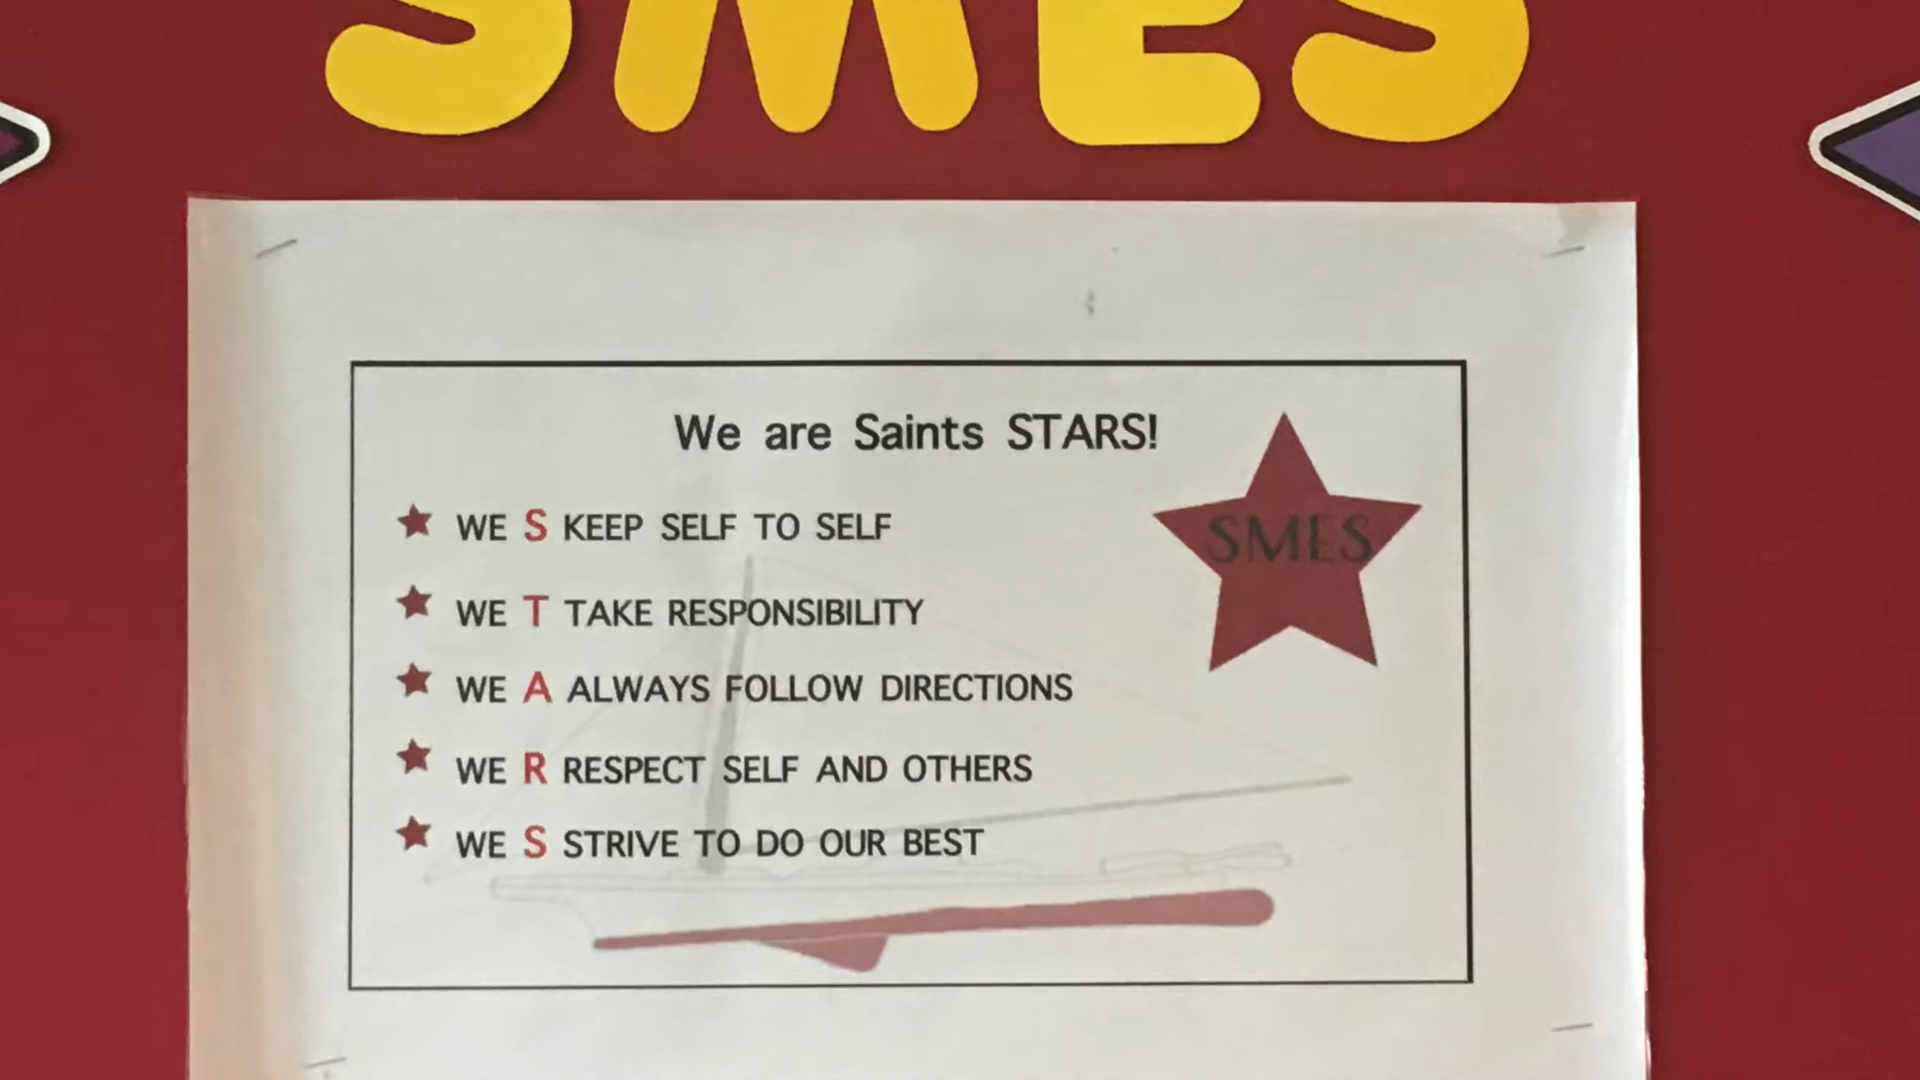 SMES
We are Saints STARS!
WE S KEEP SELF TO SELF
SMES
WE T TAKE RESPONSIBILITY
WE A ALWAYS FOLLOW DIRECTIONS
WE R RESPECT SELF AND OTHERS
WE S STRIVE TO DO OUR BEST